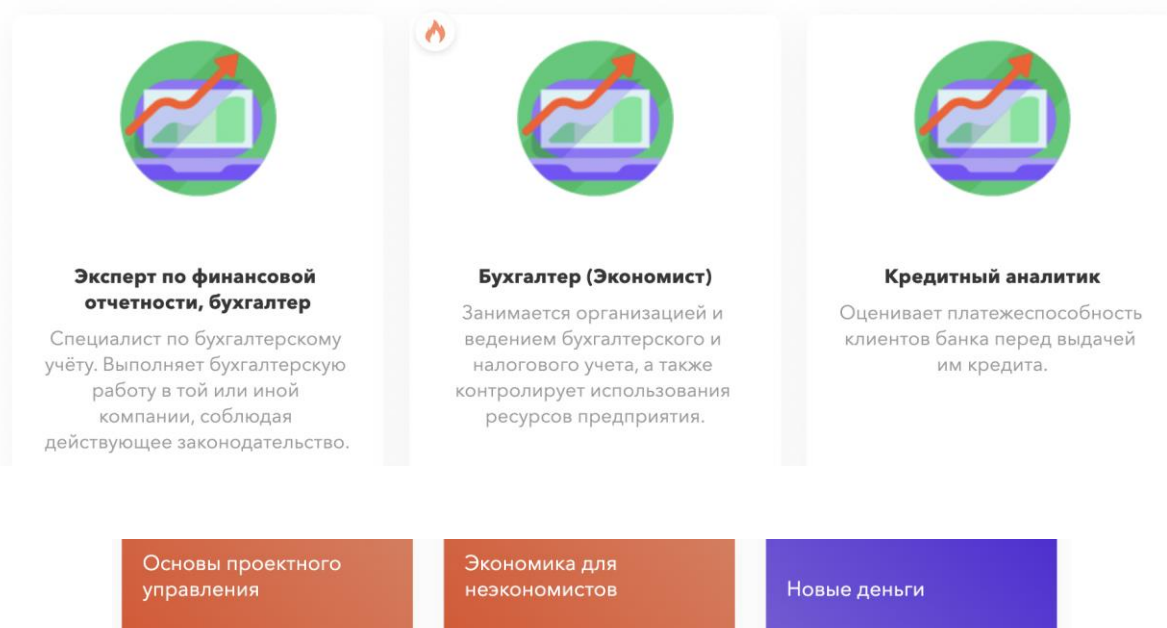 Эксперт по финансовой
отчетности, бухгалтер
Специалист по бухгалтерскому
учёту. Выполняет бухгалтерскую
работу в той или иной
компании, соблюдая
действующее законодательство.
Бухгалтер (Экономист)
Занимается организацией и
ведением бухгалтерского и
налогового учета, а также
контролирует использования
ресурсов предприятия.
Кредитный аналитик
Оценивает платежеспособность
клиентов банка перед выдачей
им кредита.
Основы проектного
управления
Экономика для
неэкономистов
Новые деньги